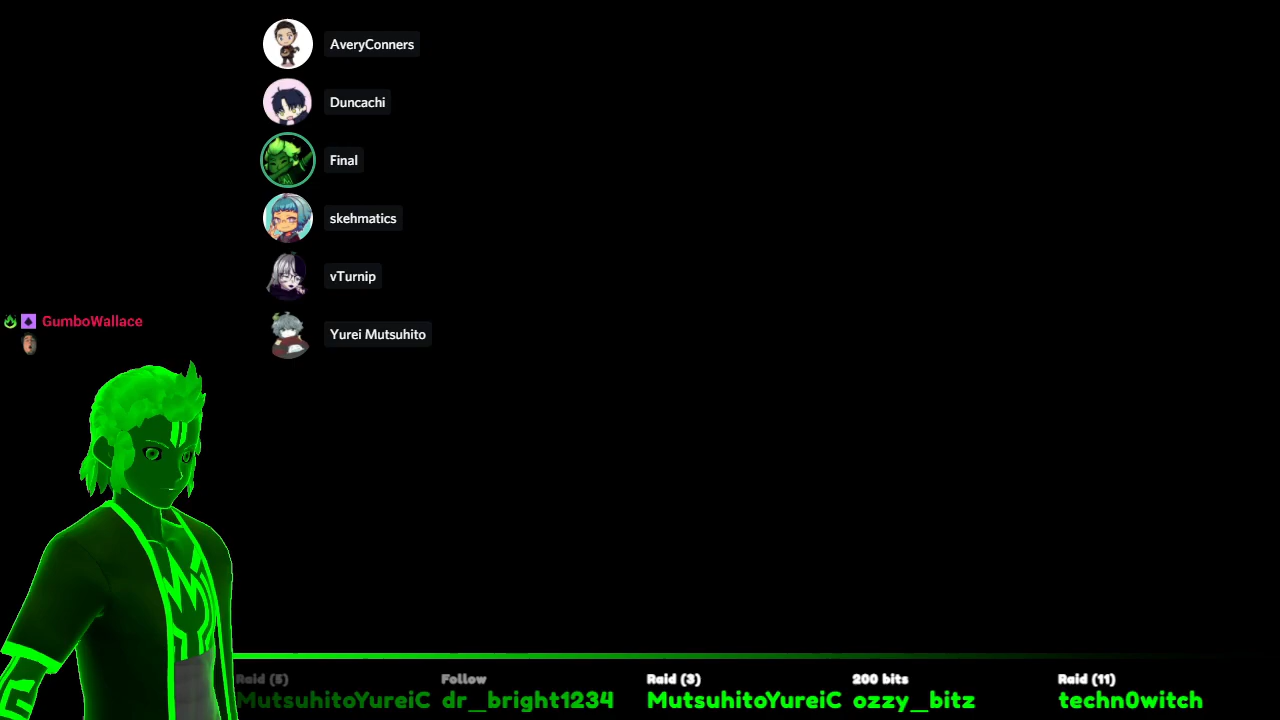 AveryConners
Duncachi
Final
skehmatics
vTurnip
Yurei Mutsuhito
GumboWallace
Raid (5)
MutsuhitoYureiC
Follow
dr_bright1234
Raid (3)
MutsuhitoYureiC
200 bits
ozzy_bitz
Raid (11)
techn0witch